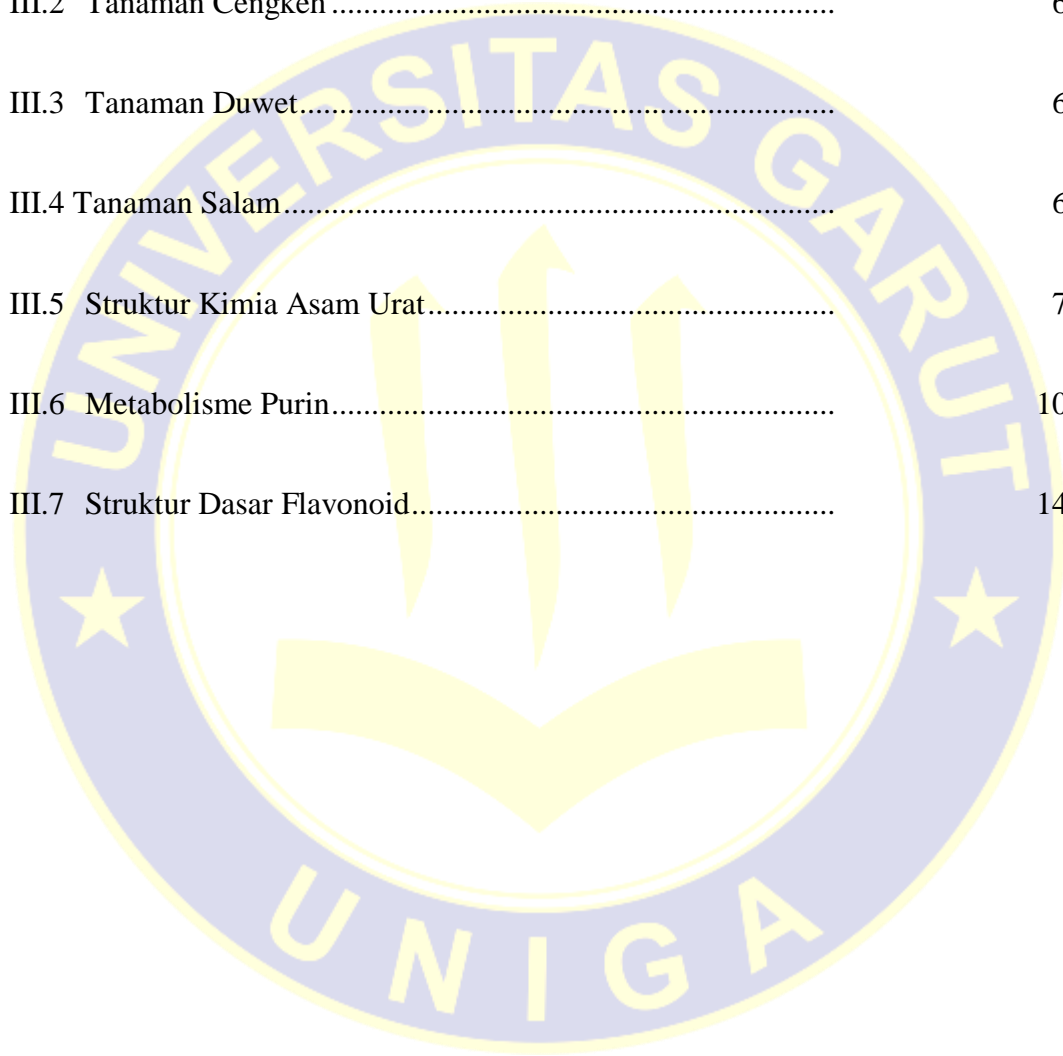 III.2 Tanaman Cengkeh ............................................................. 6
III.3 Tanaman Duwet................................................................. 6
III.4 Tanaman Salam.................................................................... 6
III.5 Struktur Kimia Asam Urat.................................................. 7
III.6 Metabolisme Purin.............................................................. 10
III.7 Struktur Dasar Flavonoid.................................................... 14
UNIVERSITAS GARUT
UNIGA